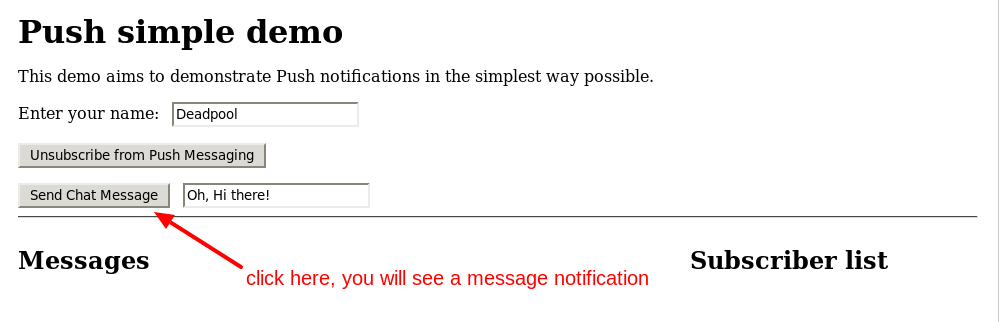 Push simple demo
This demo aims to demonstrate Push notifications in the simplest way possible.
Enter your name: Deadpool
Unsubscribe from Push Messaging
Send Chat Message Oh, Hi there!
Messages Subscriber list
click here, you will see a message notification